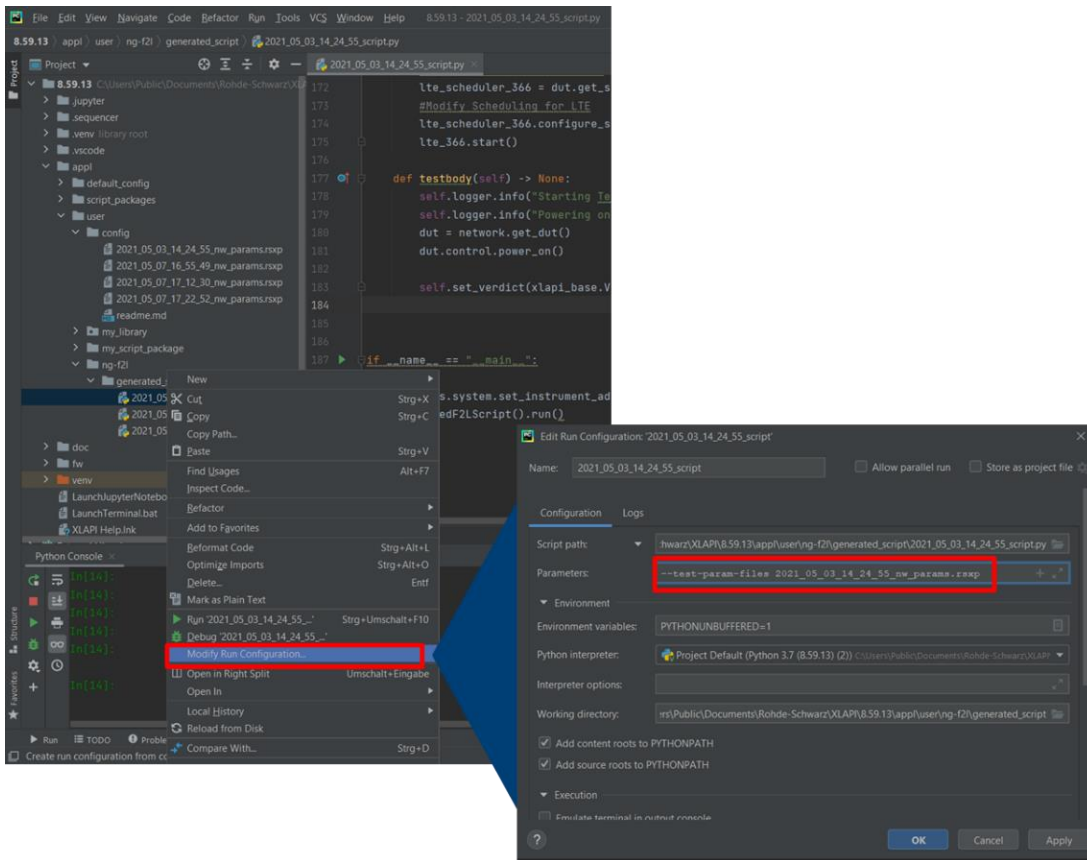 File Edit View Navigate Code Refactor Run Tools VCS Window Help 8.59.13 - 2021_05_03_14_24_55_script.py
8.59.13 appl user ng-f2l generated_script 2021_05_03_14_24_55_script.py
Project
Project
2021_05_03_14_24_55_script.py
8.59.13 C:\Users\Public\Documents\Rohde-Schwarz\XLA
.jupyter
.sequencer
.venv library root
.vscode
appl
default_config
script_packages
user
config
2021_05_03_14_24_55_nw_params.rsxp
2021_05_07_16_55_49_nw_params.rsxp
2021_05_07_17_12_30_nw_params.rsxp
2021_05_07_17_22_52_nw_params.rsxp
readme.md
my_library
my_script_package
ng-f2l
generated_
2021_05
2021_05
2021_05
doc
fw
venv
LaunchJupyterNotebo
LaunchTerminal.bat
XLAPI Help.lnk
172 lte_scheduler_366 = dut.get_s
173 #Modify Scheduling for LTE
174 lte_scheduler_366.configure_s
175 lte_366.start()
176
177 def testbody(self) -> None:
178 self.logger.info("Starting Te
179 self.logger.info("Powering on
180 dut = network.get_dut()
181 dut.control.power_on()
182
183 self.set_verdict(xlapi_base.V
184
185
186
187 if __name__ == "__main__":
s.system.set_instrument_ad
edF2LScript().run()
New
Cut Strg+X
Copy Strg+C
Copy Path...
Paste Strg+V
Find Usages Alt+F7
Inspect Code...
Refactor
Add to Favorites
Reformat Code Strg+Alt+L
Optimize Imports Strg+Alt+O
Delete... Entf
Mark as Plain Text
Run '2021_05_03_14_24_55_...' Strg+Umschalt+F10
Debug '2021_05_03_14_24_55_...'
Modify Run Configuration...
Open in Right Split Umschalt+Eingabe
Open In
Local History
Reload from Disk
Compare With... Strg+D
Python Console
In[14]:
In[14]:
In[14]:
In[14]:
In[14]:
In[14]:
Structure
Favorites
Run TODO Proble
Create run configuration from co
Edit Run Configuration: '2021_05_03_14_24_55_script'
Name: 2021_05_03_14_24_55_script Allow parallel run Store as project file
Configuration Logs
Script path: :hwarz\XLAPI\8.59.13\appl\user\ng-f2l\generated_script\2021_05_03_14_24_55_script.py
Parameters: --test-param-files 2021_05_03_14_24_55_nw_params.rsxp
Environment
Environment variables: PYTHONUNBUFFERED=1
Python interpreter: Project Default (Python 3.7 (8.59.13) (2)) C:\Users\Public\Documents\Rohde-Schwarz\XLAPI
Interpreter options:
Working directory: :rs\Public\Documents\Rohde-Schwarz\XLAPI\8.59.13\appl\user\ng-f2l\generated_script
Add content roots to PYTHONPATH
Add source roots to PYTHONPATH
Execution
Emulate terminal in output console
? OK Cancel Apply